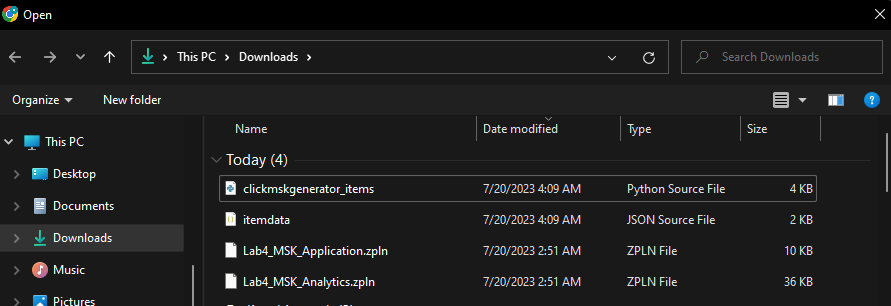 Open
This PC > Downloads >
Search Downloads
Organize
New folder
?
This PC
Desktop
Documents
Downloads
Music
Pictures
Name Date modified Type Size
Today (4)
clickmskgenerator_items 7/20/2023 4:09 AM Python Source File 4 KB
itemdata 7/20/2023 4:09 AM JSON Source File 2 KB
Lab4_MSK_Application.zpln 7/20/2023 2:51 AM ZPLN File 10 KB
Lab4_MSK_Analytics.zpln 7/20/2023 2:51 AM ZPLN File 36 KB